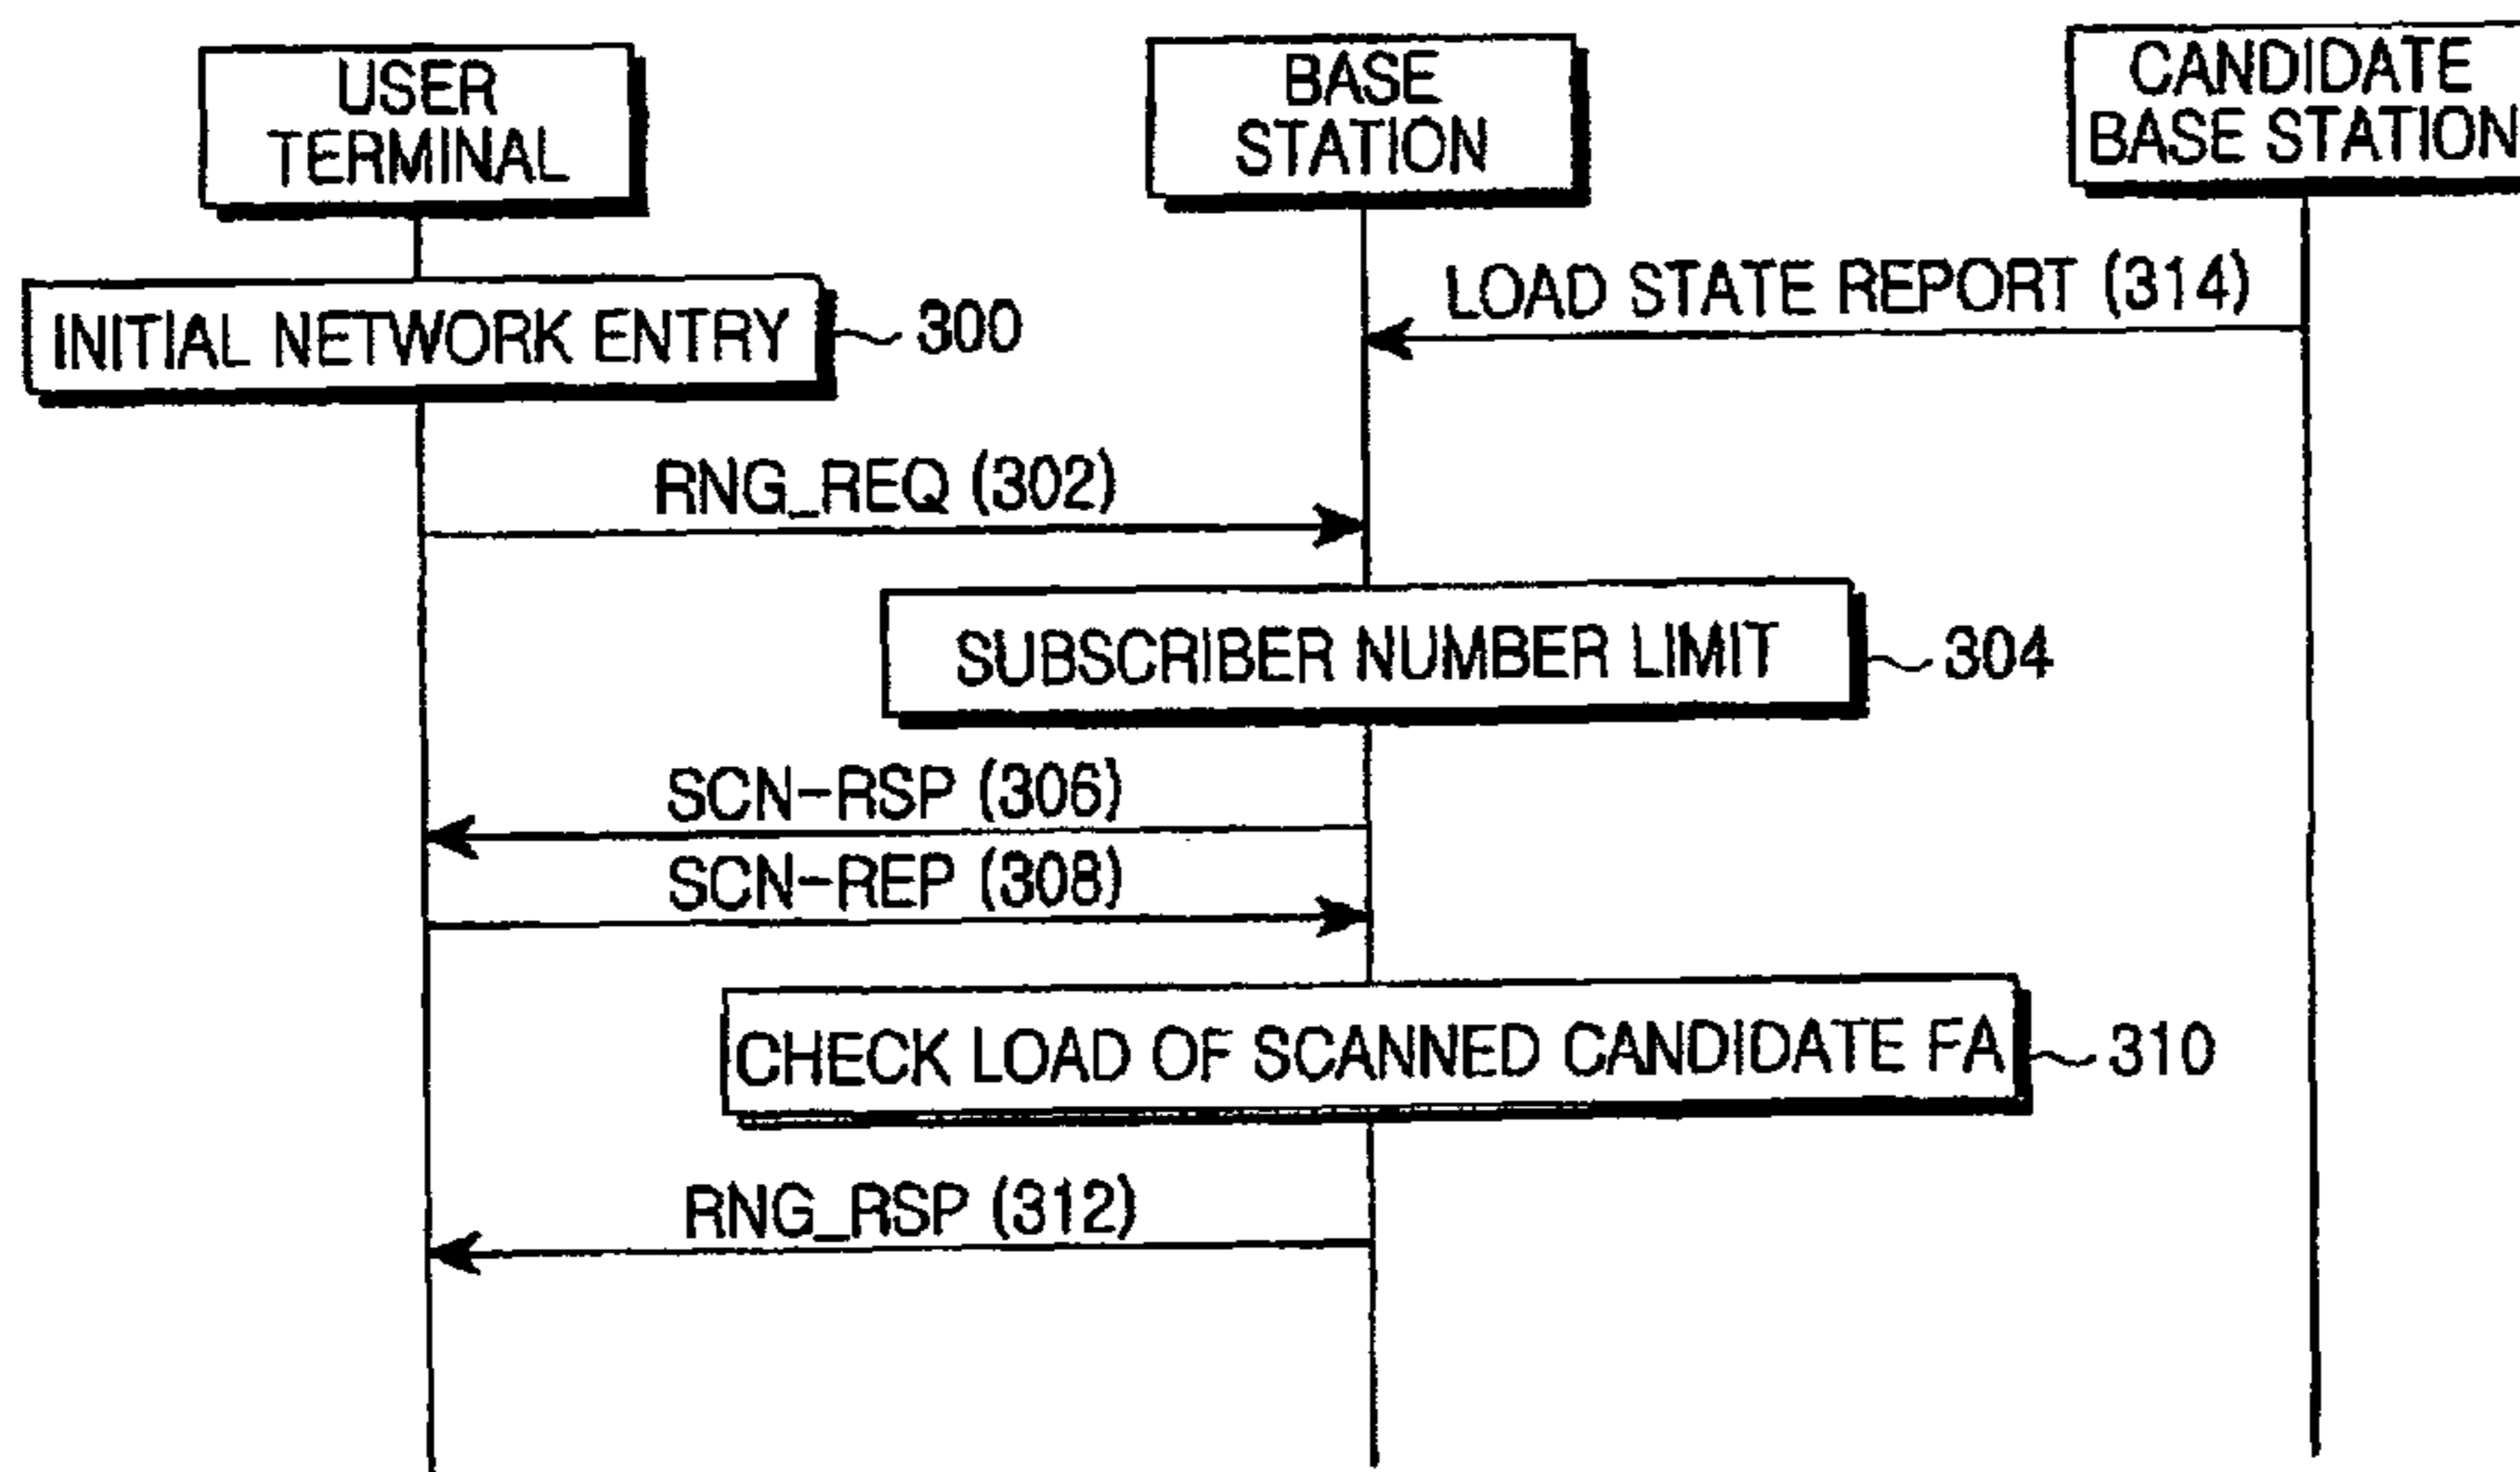 USER
TERMINAL
BASE
STATION
CANDIDATE
BASE STATION
LOAD STATE REPORT (314)
INITIAL NETWORK ENTRY
300
RNG_REQ (302)
SUBSCRIBER NUMBER LIMIT
304
SCN-RSP (306)
SCN-REP (308)
CHECK LOAD OF SCANNED CANDIDATE FA
310
RNG_RSP (312)